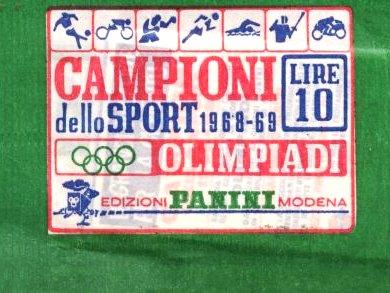 CAMPIONI
LIRE
10
dello SPORT 1968-69
OLIMPIADI
EDIZIONI PANINI MODENA